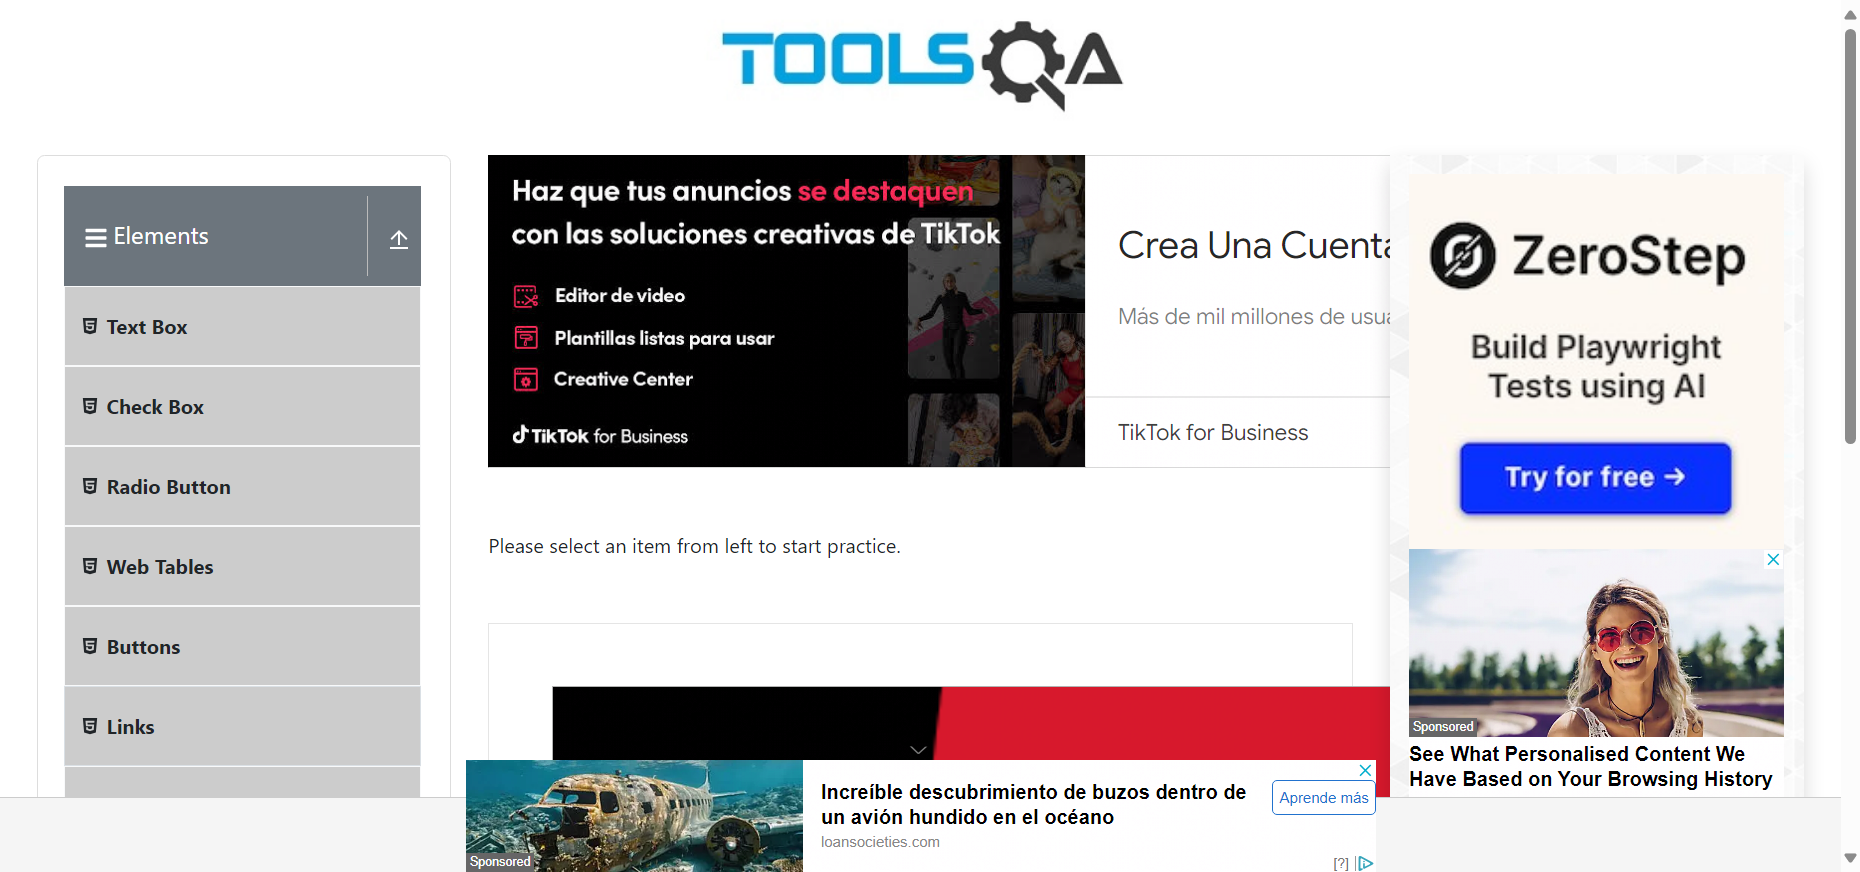 TOOLSQA
Elements
Text Box
Check Box
Radio Button
Web Tables
Buttons
Links
Haz que tus anuncios se destaquen
con las soluciones creativas de TikTok
Editor de video
Plantillas listas para usar
Creative Center
TikTok for Business
Crea Una Cuenta
Más de mil millones de usua
TikTok for Business
Please select an item from left to start practice.
ZeroStep
Build Playwright
Tests using AI
Try for free →
Sponsored
See What Personalised Content We
Have Based on Your Browsing History
Increíble descubrimiento de buzos dentro de
un avión hundido en el océano
loansocieties.com
Aprende más
Sponsored
[?]